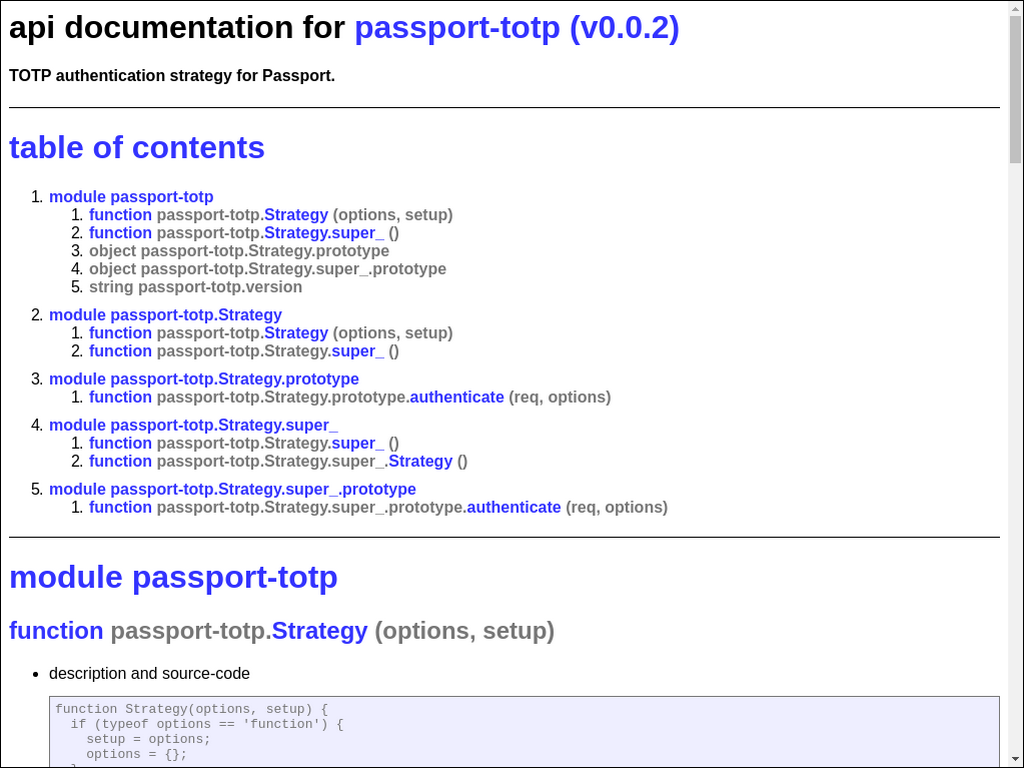 api documentation for passport-totp (v0.0.2)
TOTP authentication strategy for Passport.
table of contents
1. module passport-totp
1. function passport-totp.Strategy (options, setup)
2. function passport-totp.Strategy.super_ ()
3. object passport-totp.Strategy.prototype
4. object passport-totp.Strategy.super_.prototype
5. string passport-totp.version
2. module passport-totp.Strategy
1. function passport-totp.Strategy (options, setup)
2. function passport-totp.Strategy.super_ ()
3. module passport-totp.Strategy.prototype
1. function passport-totp.Strategy.prototype.authenticate (req, options)
4. module passport-totp.Strategy.super_
1. function passport-totp.Strategy.super_ ()
2. function passport-totp.Strategy.super_.Strategy ()
5. module passport-totp.Strategy.super_.prototype
1. function passport-totp.Strategy.super_.prototype.authenticate (req, options)
module passport-totp
function passport-totp.Strategy (options, setup)
• description and source-code
function Strategy(options, setup) {
  if (typeof options == 'function') {
    setup = options;
    options = {};